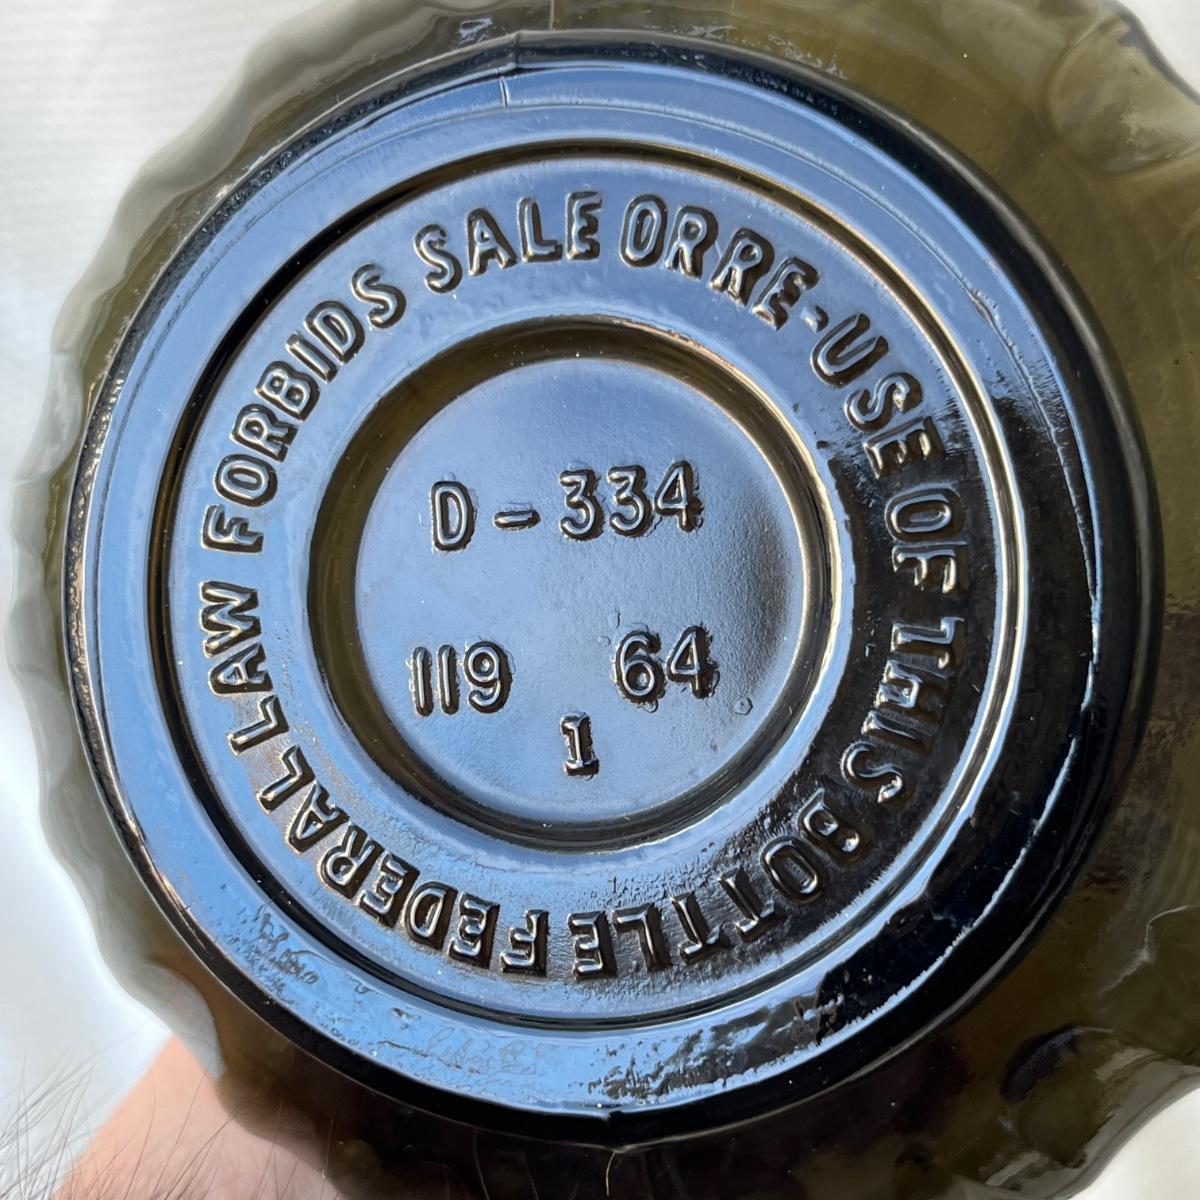 FEDERAL LAW FORBIDS SALE OR RE-USE OF THIS BOTTLE
D-334
119 64
1